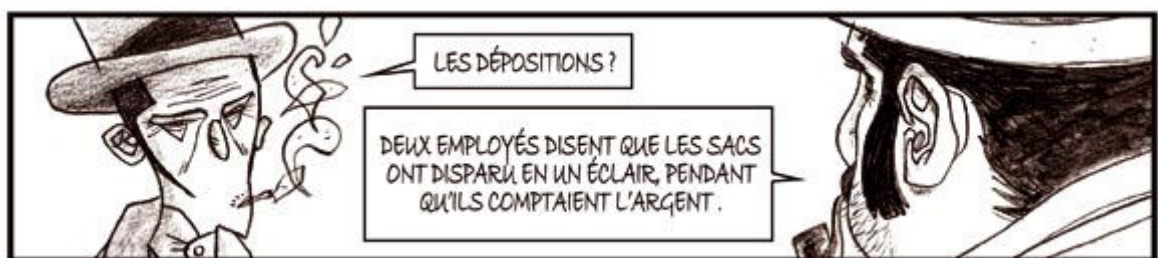 LES DÉPOSITIONS ?
DEUX EMPLOYÉS DISENT QUE LES SACS
ONT DISPARU EN UN ÉCLAIR, PENDANT
QU'ILS COMPTAIENT L'ARGENT.